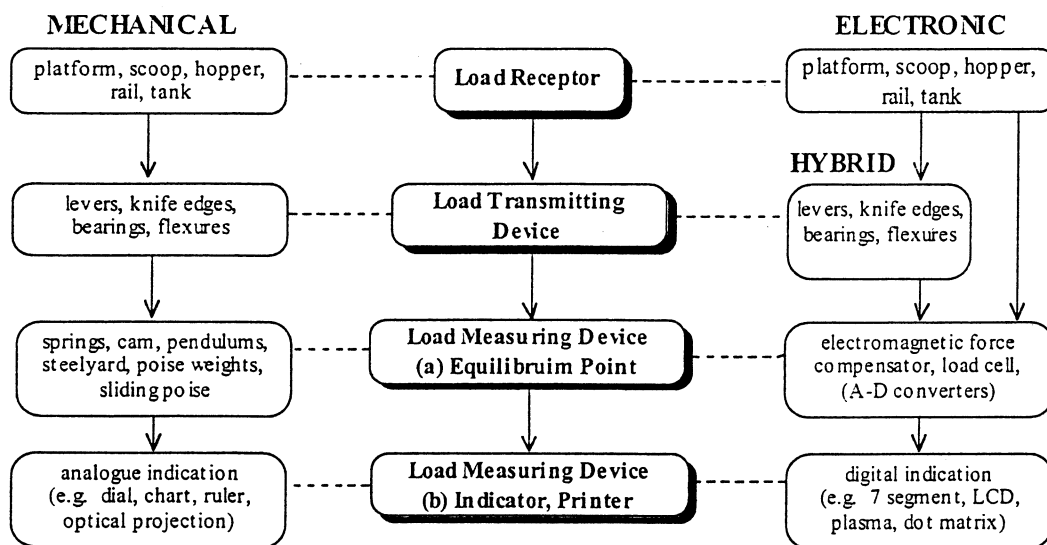 MECHANICAL
platform, scoop, hopper,
rail, tank
levers, knife edges,
bearings, flexures
springs, cam, pendulums,
steelyard, poise weights,
sliding poise
analogue indication
(e.g. dial, chart, ruler,
optical projection)
Load Receptor
Load Transmitting
Device
Load Measuring Device
(a) Equilibruim Point
Load Measuring Device
(b) Indicator, Printer
ELECTRONIC
platform, scoop, hopper,
rail, tank
HYBRID
levers, knife edges,
bearings, flexures
electromagnetic force
compensator, load cell,
(A-D converters)
digital indication
(e.g. 7 segment, LCD,
plasma, dot matrix)